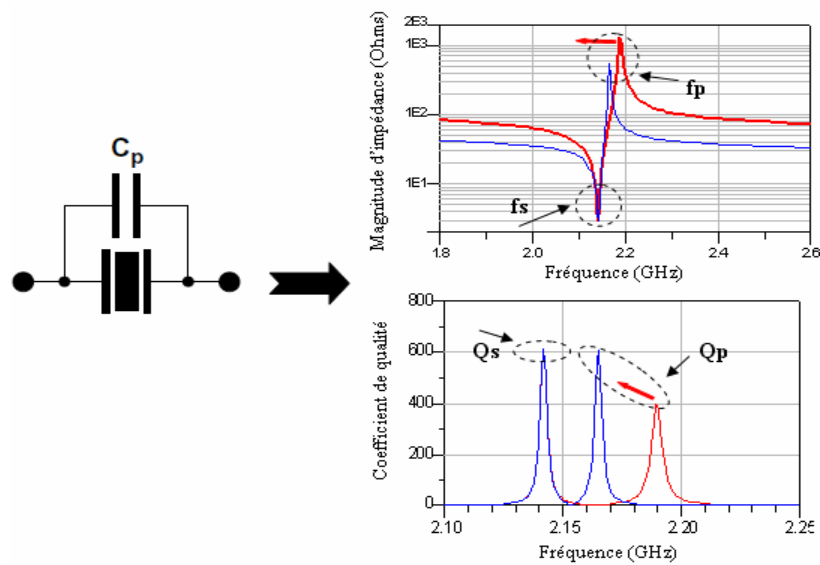 Cp
Magnitude d'impédance (Ohms)
2E3
1E3
1E2
1E1
fp
fs
1.8
2.0
2.2
2.4
2.6
Fréquence (GHz)
Coefficient de qualité
800
600
400
200
0
Qs
Qp
2.10
2.15
2.20
2.25
Fréquence (GHz)